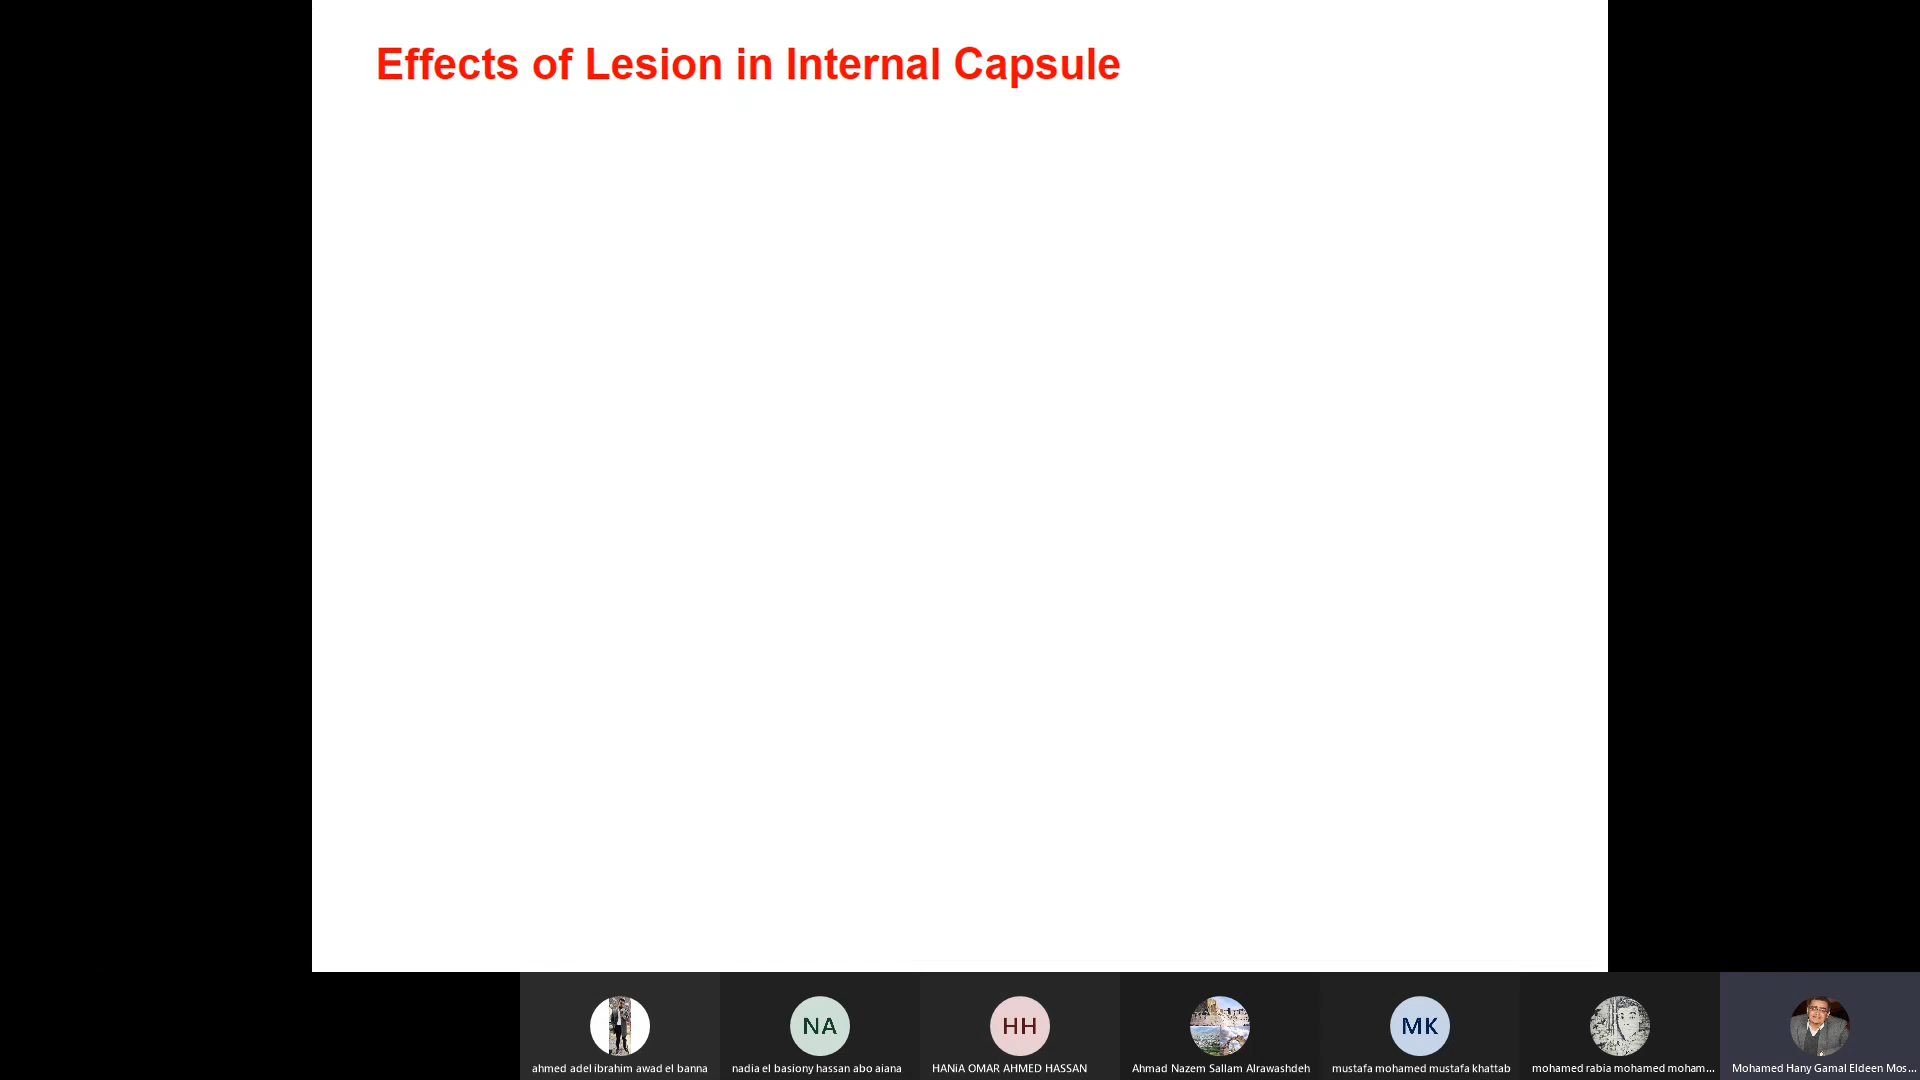 Effects of Lesion in Internal Capsule
NA
HH
MK
ahmed adel ibrahim awad el banna
nadia el basiony hassan abo aiana
HANiA OMAR AHMED HASSAN
Ahmad Nazem Sallam Alrawashdeh
mustafa mohamed mustafa khattab
mohamed rabia mohamed moham...
Mohamed Hany Gamal Eldeen Mos...